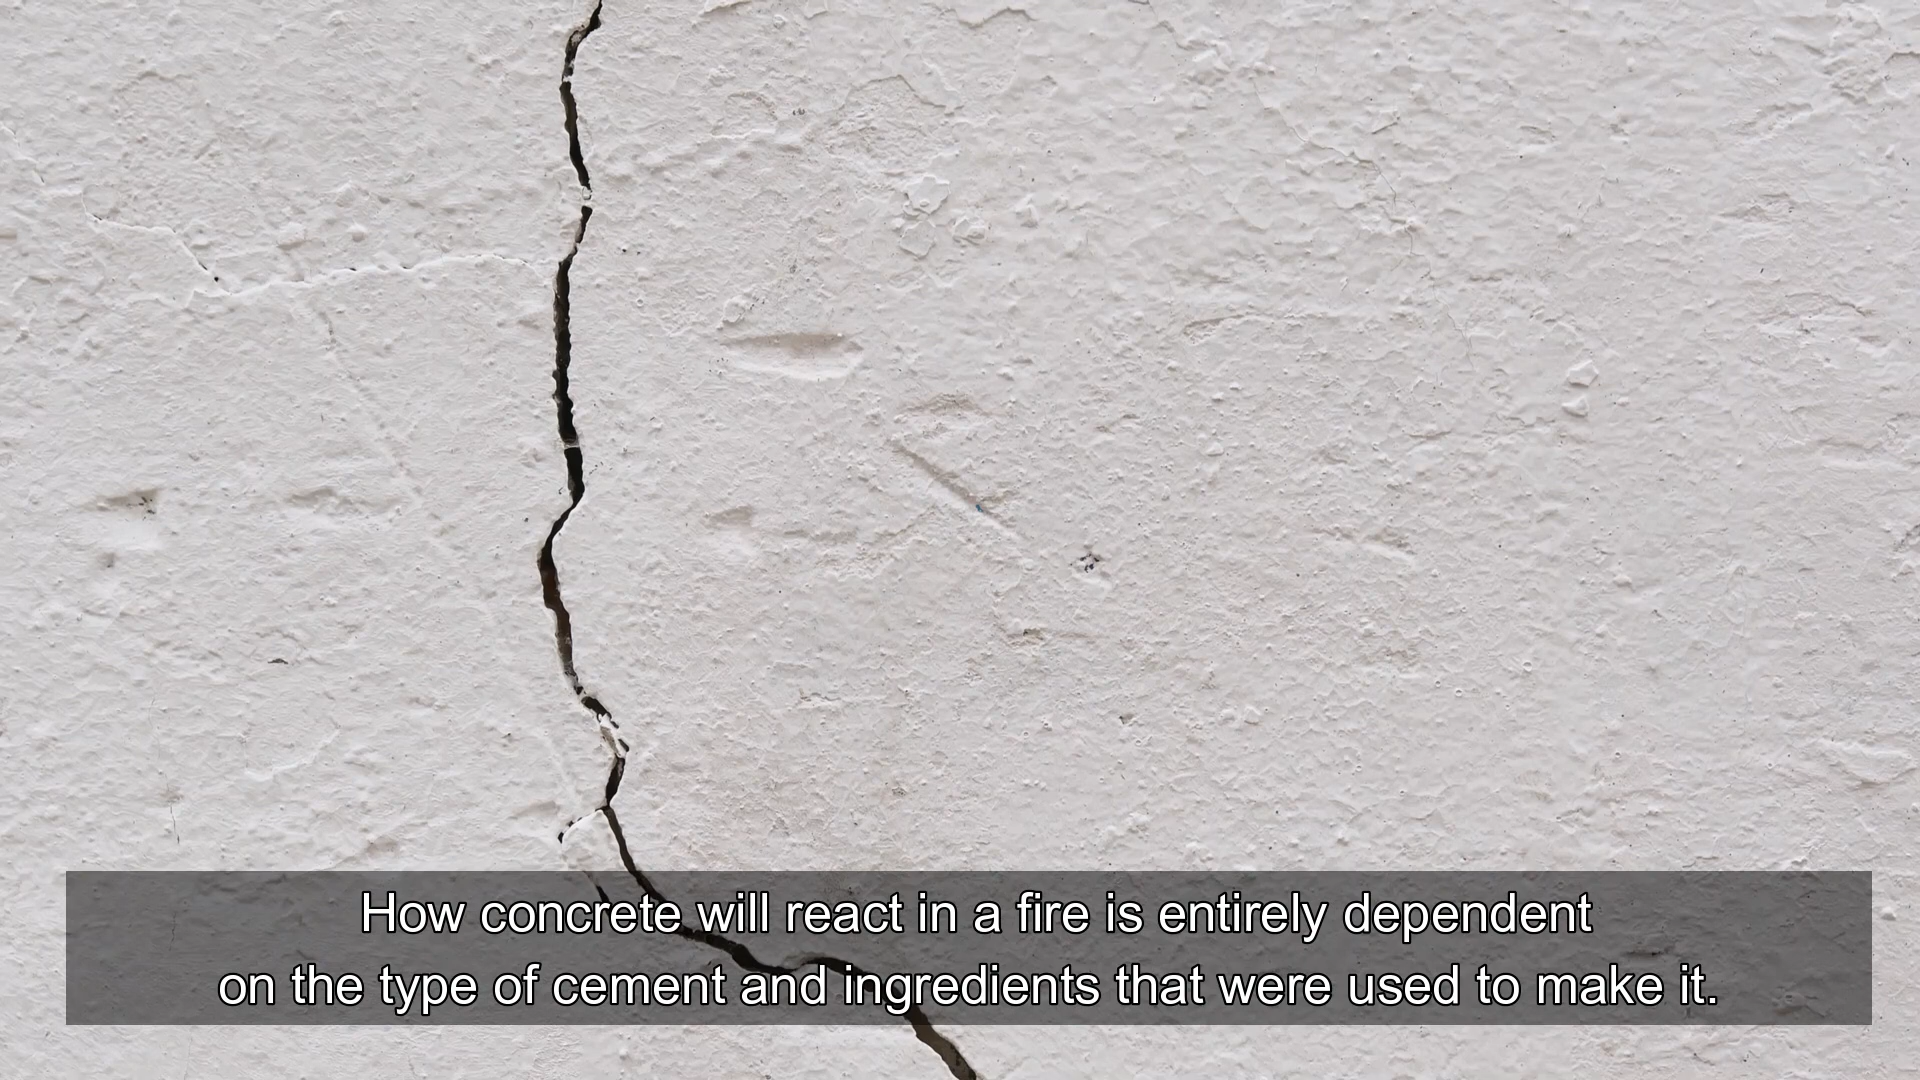 How concrete will react in a fire is entirely dependent
on the type of cement and ingredients that were used to make it.